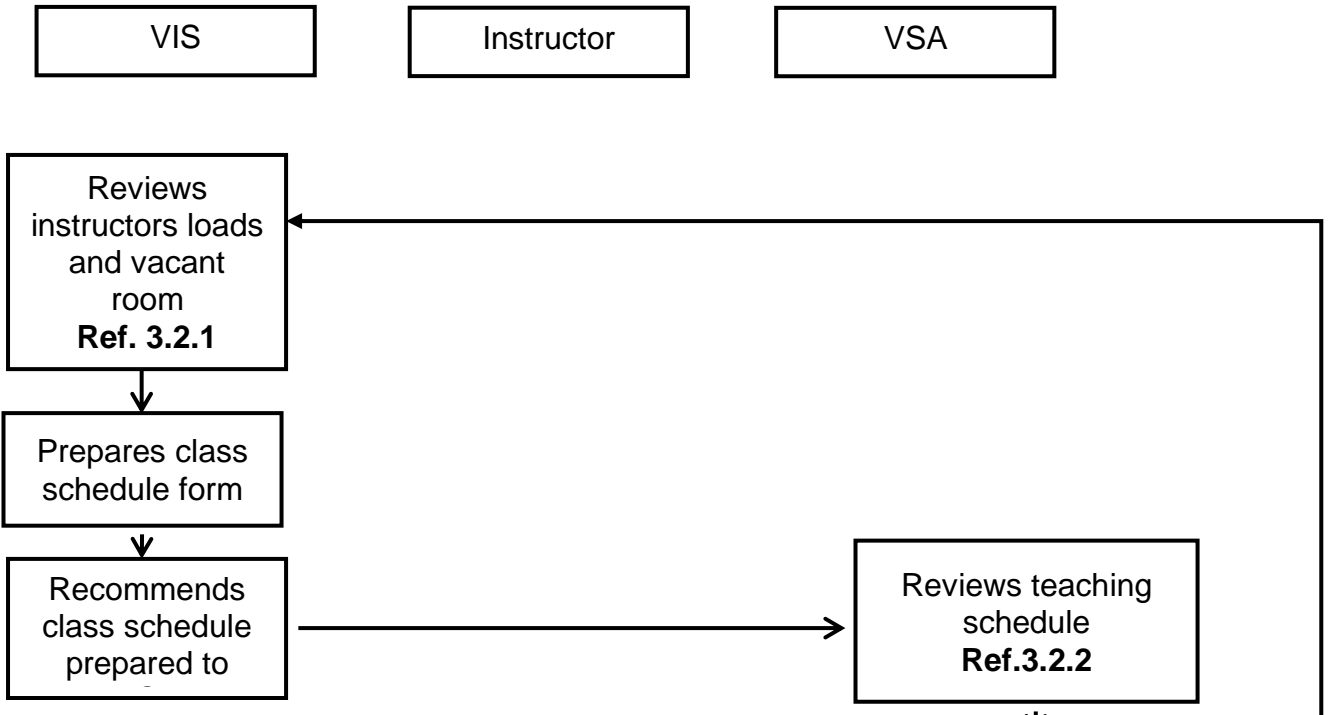 VIS
Instructor
VSA
Reviews
instructors loads
and vacant
room
Ref. 3.2.1
Prepares class
schedule form
Recommends
class schedule
prepared to
Reviews teaching
schedule
Ref.3.2.2